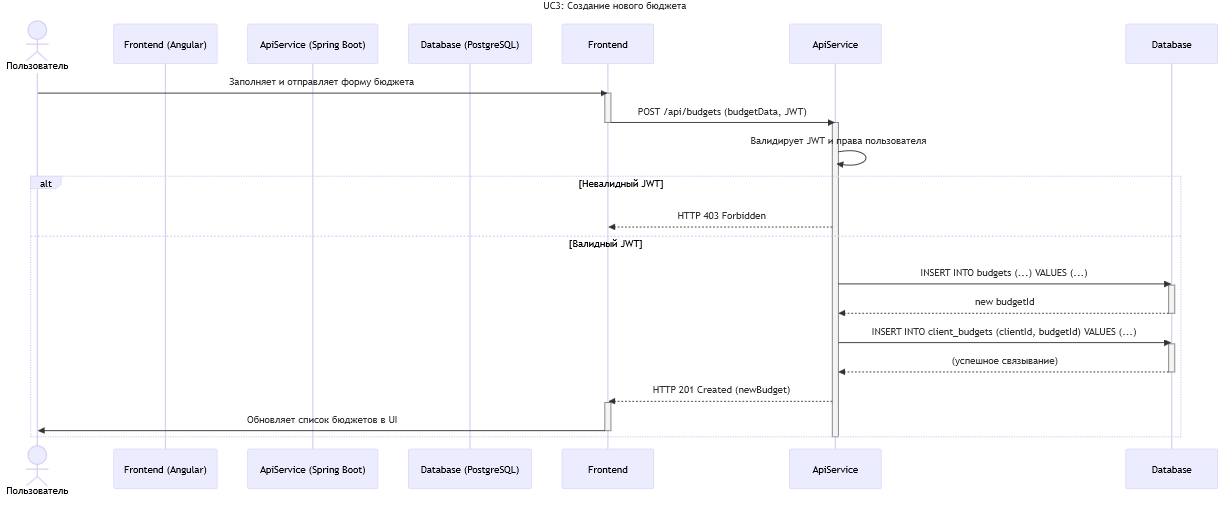 UC3: Создание нового бюджета
Пользователь
Frontend (Angular)
ApiService (Spring Boot)
Database (PostgreSQL)
Frontend
ApiService
Database
Заполняет и отправляет форму бюджета
POST /api/budgets (budgetData, JWT)
Валидирует JWT и права пользователя
alt
[Невалидный JWT]
HTTP 403 Forbidden
[Валидный JWT]
INSERT INTO budgets (...) VALUES (...)
new budgetId
INSERT INTO client_budgets (clientId, budgetId) VALUES (...)
(успешное связывание)
HTTP 201 Created (newBudget)
Обновляет список бюджетов в UI
Пользователь
Frontend (Angular)
ApiService (Spring Boot)
Database (PostgreSQL)
Frontend
ApiService
Database